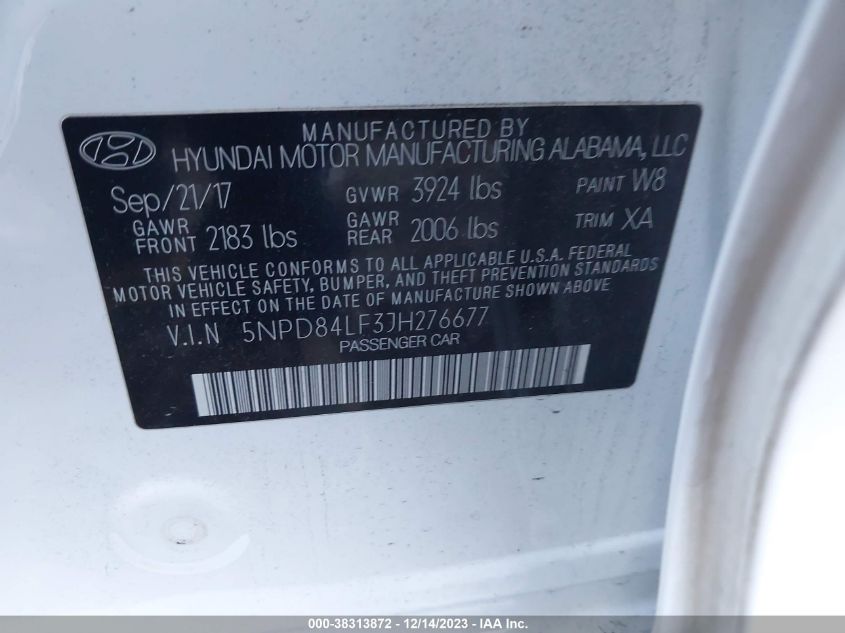 MANUFACTURED BY
HYUNDAI MOTOR MANUFACTURING ALABAMA, LLC
Sep/21/17 GVWR 3924 lbs PAINT W8
GAWR FRONT 2183 lbs GAWR REAR 2006 lbs TRIM XA
THIS VEHICLE CONFORMS TO ALL APPLICABLE U.S.A. FEDERAL
MOTOR VEHICLE SAFETY, BUMPER, AND THEFT PREVENTION STANDARDS
IN EFFECT ON THE DATE OF MANUFACTURE SHOWN ABOVE
V.I.N 5NPD84LF3JH276677
PASSENGER CAR
000-38313872 - 12/14/2023 - IAA Inc.